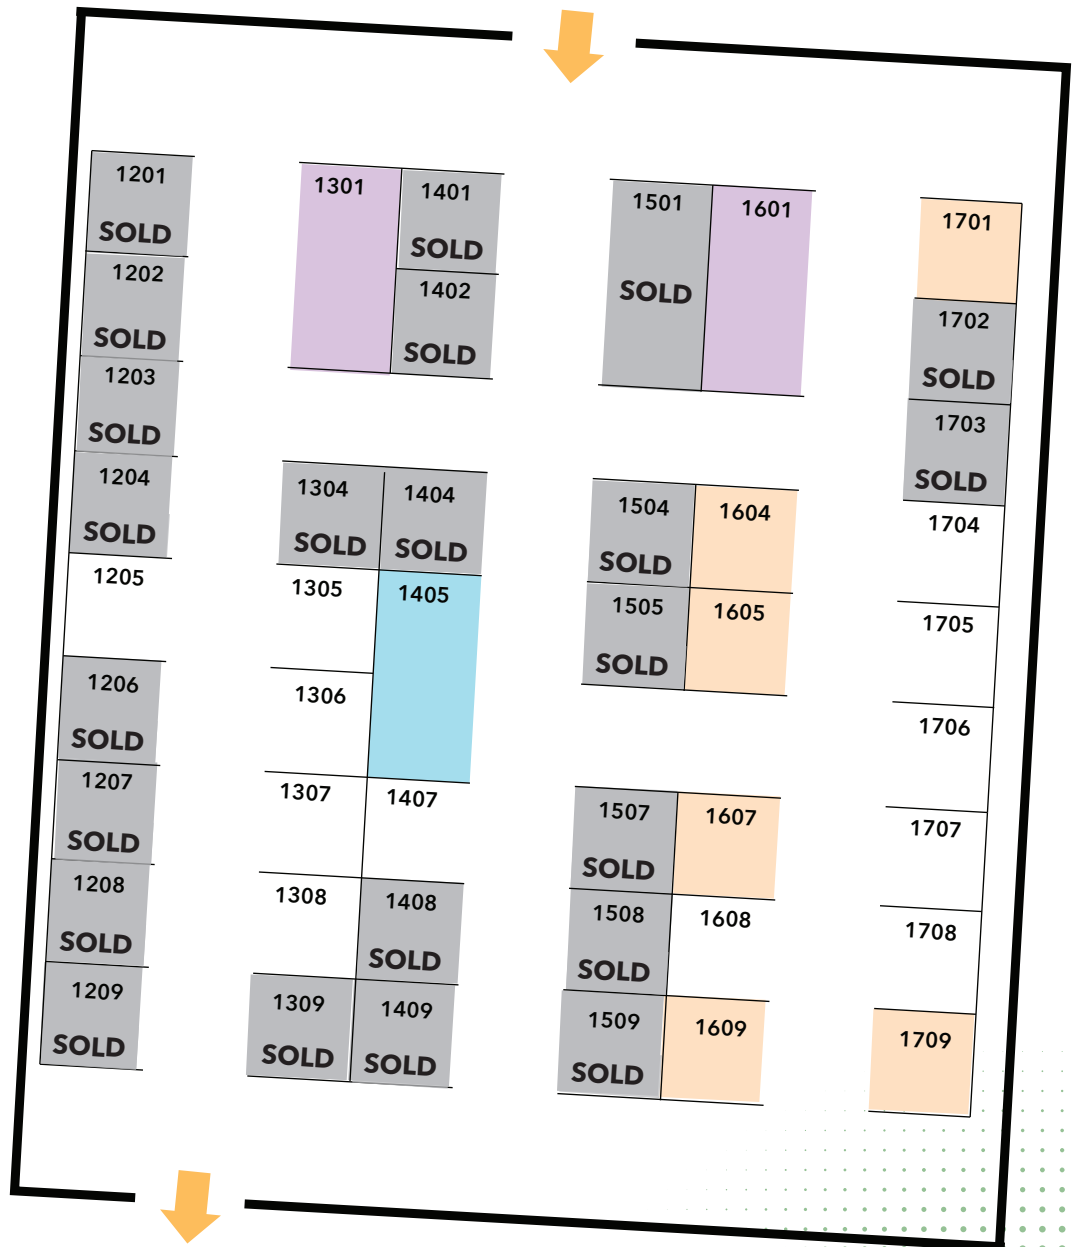 1201
SOLD
1202
SOLD
1203
SOLD
1204
SOLD
1205
1206
SOLD
1207
SOLD
1208
SOLD
1209
SOLD
1301
1401
SOLD
1402
SOLD
1304
SOLD
1404
SOLD
1305
1405
1306
1307
1407
1308
1408
SOLD
1309
SOLD
1409
SOLD
1501
SOLD
1601
1504
SOLD
1604
1505
SOLD
1605
1507
SOLD
1607
1508
SOLD
1608
1509
SOLD
1609
1701
1702
SOLD
1703
SOLD
1704
1705
1706
1707
1708
1709